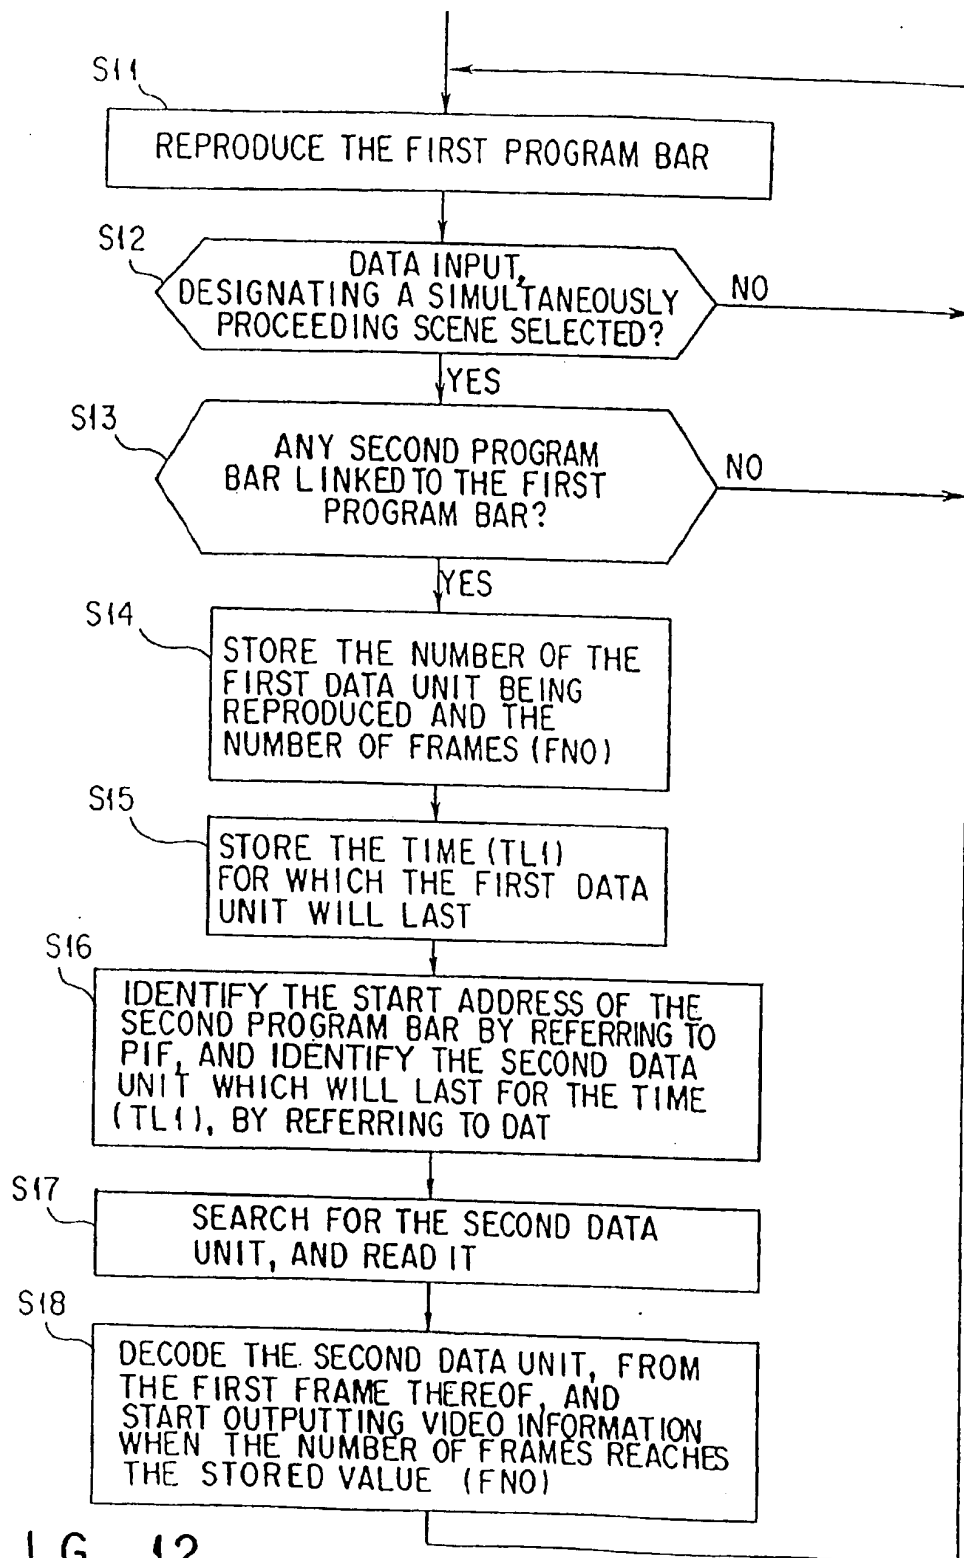 S11
REPRODUCE THE FIRST PROGRAM BAR
S12
DATA INPUT,
DESIGNATING A SIMULTANEOUSLY
PROCEEDING SCENE SELECTED?
NO
YES
S13
ANY SECOND PROGRAM
BAR LINKED TO THE FIRST
PROGRAM BAR?
NO
YES
S14
STORE THE NUMBER OF THE
FIRST DATA UNIT BEING
REPRODUCED AND THE
NUMBER OF FRAMES (FNO)
S15
STORE THE TIME (TL1)
FOR WHICH THE FIRST DATA
UNIT WILL LAST
S16
IDENTIFY THE START ADDRESS OF THE
SECOND PROGRAM BAR BY REFERRING TO
PIF, AND IDENTIFY THE SECOND DATA
UNIT WHICH WILL LAST FOR THE TIME
(TL1), BY REFERRING TO DAT
S17
SEARCH FOR THE SECOND DATA
UNIT, AND READ IT
S18
DECODE THE SECOND DATA UNIT, FROM
THE FIRST FRAME THEREOF, AND
START OUTPUTTING VIDEO INFORMATION
WHEN THE NUMBER OF FRAMES REACHES
THE STORED VALUE (FNO)
I G. 12